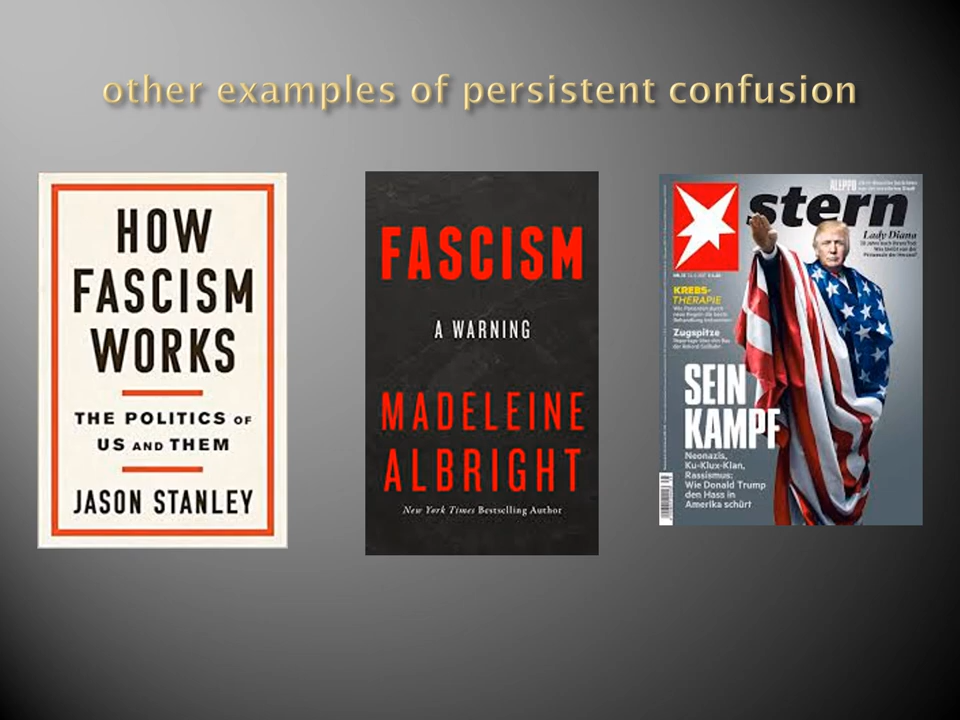 other examples of persistent confusion
HOW
FASCISM
WORKS
THE POLITICS OF
US AND THEM
JASON STANLEY
FASCISM
A WARNING
MADELEINE
ALBRIGHT
New York Times Bestselling Author
ALEPPO
stern
Lady Diana
KREBS-
THERAPIE
Zugspitze
SEIN
KAMPF
Neonazis,
Ku-Klux-Klan,
Rassismus:
Wie Donald Trump
den Hass in
Amerika schürt